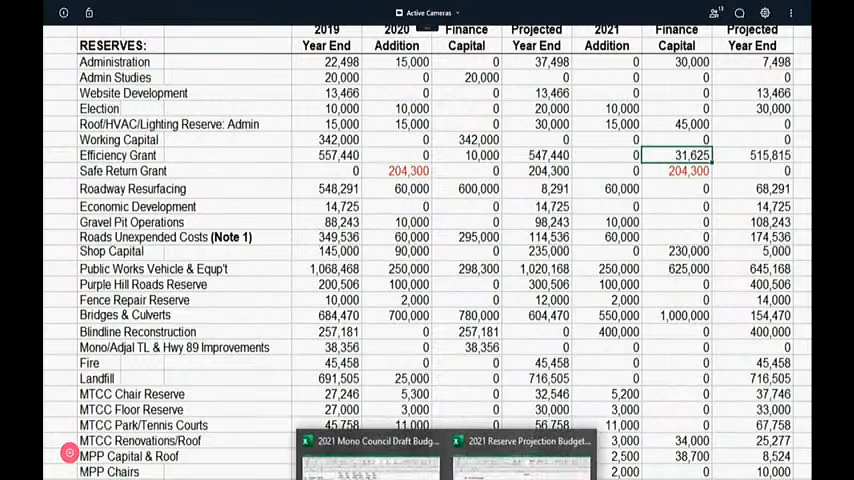 Active Cameras
13
2019 2020 Finance Projected 2021 Finance Projected
RESERVES: Year End Addition Capital Year End Addition Capital Year End
Administration 22,498 15,000 0 37,498 0 30,000 7,498
Admin Studies 20,000 0 20,000 0 0 0 0
Website Development 13,466 0 0 13,466 0 0 13,466
Election 10,000 10,000 0 20,000 10,000 0 30,000
Roof/HVAC/Lighting Reserve: Admin 15,000 15,000 0 30,000 15,000 45,000 0
Working Capital 342,000 0 342,000 0 0 0 0
Efficiency Grant 557,440 0 10,000 547,440 0 31,625 515,815
Safe Return Grant 0 204,300 0 204,300 0 204,300 0
Roadway Resurfacing 548,291 60,000 600,000 8,291 60,000 0 68,291
Economic Development 14,725 0 0 14,725 0 0 14,725
Gravel Pit Operations 88,243 10,000 0 98,243 10,000 0 108,243
Roads Unexpended Costs (Note 1) 349,536 60,000 295,000 114,536 60,000 0 174,536
Shop Capital 145,000 90,000 0 235,000 0 230,000 5,000
Public Works Vehicle & Equp't 1,068,468 250,000 298,300 1,020,168 250,000 625,000 645,168
Purple Hill Roads Reserve 200,506 100,000 0 300,506 100,000 0 400,506
Fence Repair Reserve 10,000 2,000 0 12,000 2,000 0 14,000
Bridges & Culverts 684,470 700,000 780,000 604,470 550,000 1,000,000 154,470
Blindline Reconstruction 257,181 0 257,181 0 400,000 0 400,000
Mono/Adjal TL & Hwy 89 Improvements 38,356 0 38,356 0 0 0 0
Fire 45,458 0 0 45,458 0 0 45,458
Landfill 691,505 25,000 0 716,505 0 0 716,505
MTCC Chair Reserve 27,246 5,300 0 32,546 5,200 0 37,746
MTCC Floor Reserve 27,000 3,000 0 30,000 3,000 0 33,000
MTCC Park/Tennis Courts 45,758 11,000 0 56,758 11,000 0 67,758
MTCC Renovations/Roof 3,000 34,000 25,277
MPP Capital & Roof 2,500 38,700 8,524
MPP Chairs 2,000 0 10,000
2021 Mono Council Draft Budg... 2021 Reserve Projection Budget...